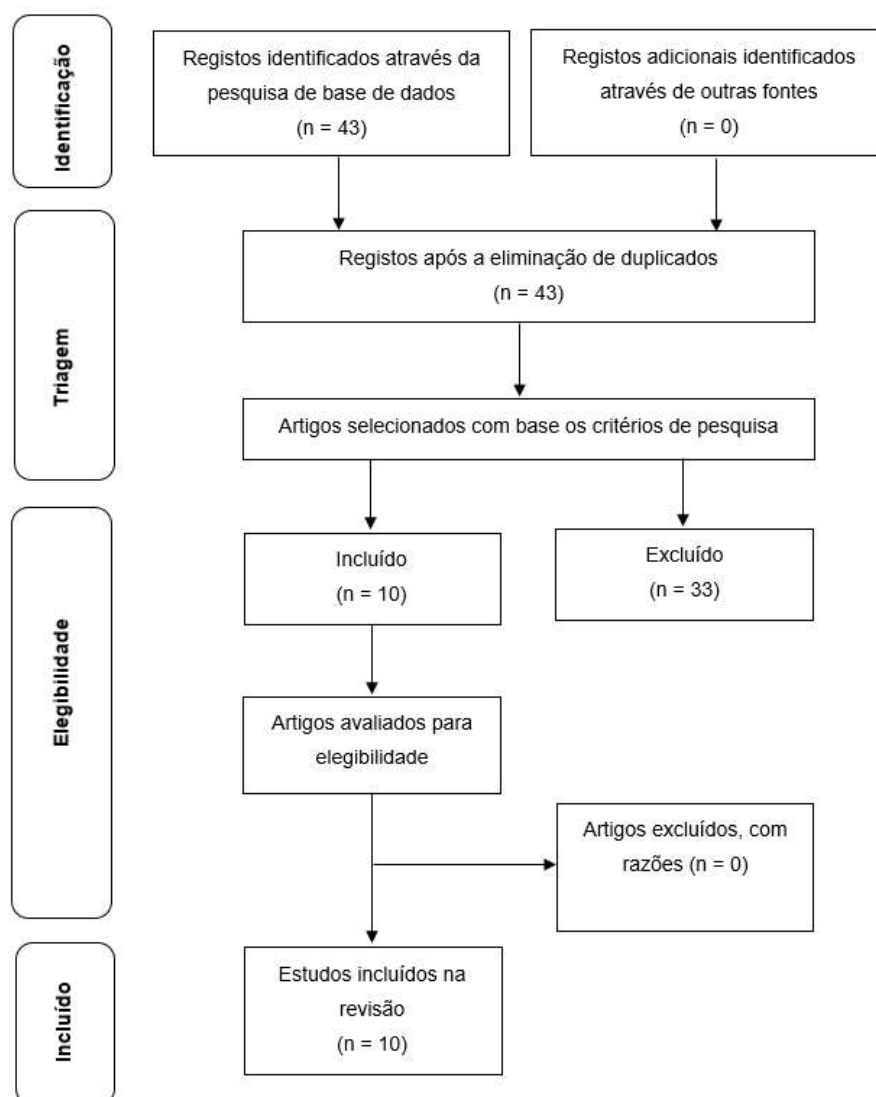 Identificação
Registos identificados através da
pesquisa de base de dados
(n = 43)
Registos adicionais identificados
através de outras fontes
(n = 0)
Triagem
Registos após a eliminação de duplicados
(n = 43)
Artigos selecionados com base os critérios de pesquisa
Elegibilidade
Incluído
(n = 10)
Excluído
(n = 33)
Artigos avaliados para
elegibilidade
Artigos excluídos, com
razões (n = 0)
Incluído
Estudos incluídos na
revisão
(n = 10)